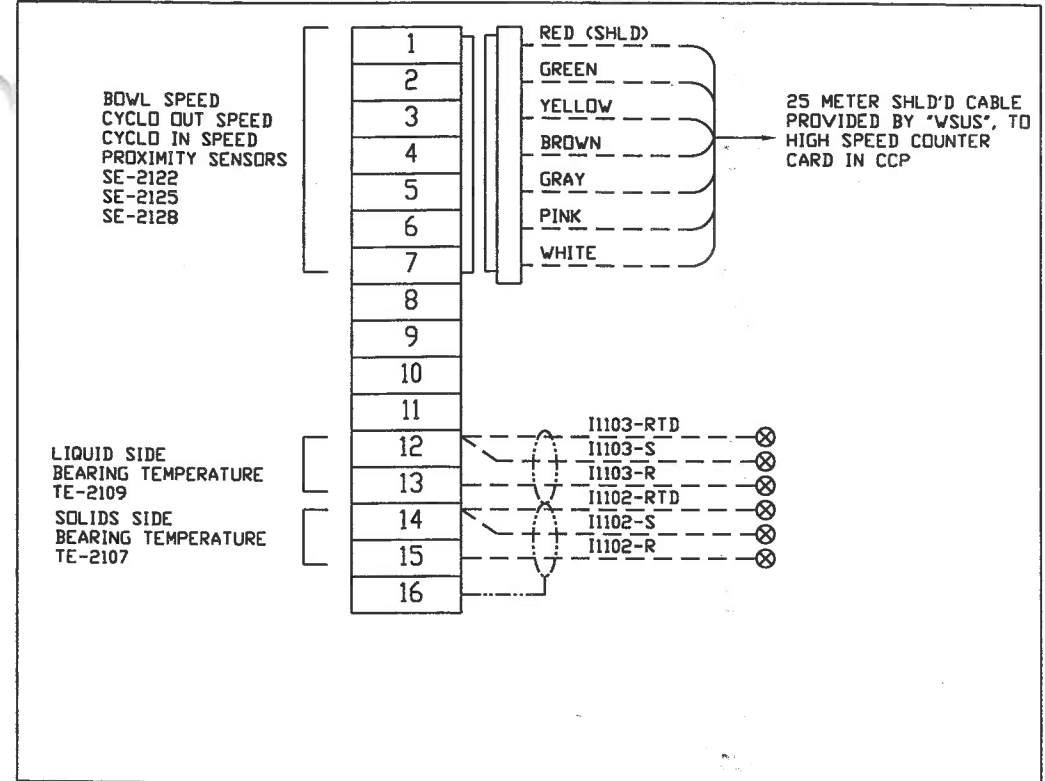 BOWL SPEED
CYCLO OUT SPEED
CYCLO IN SPEED
PROXIMITY SENSORS
SE-2122
SE-2125
SE-2128
1
2
3
4
5
6
7
8
9
10
11
12
13
14
15
16
RED (SHLD)
GREEN
YELLOW
BROWN
GRAY
PINK
WHITE
25 METER SHLD'D CABLE
PROVIDED BY "WSUS", TO
HIGH SPEED COUNTER
CARD IN CCP
LIQUID SIDE
BEARING TEMPERATURE
TE-2109
SOLIDS SIDE
BEARING TEMPERATURE
TE-2107
I1103-RTD
I1103-S
I1103-R
I1102-RTD
I1102-S
I1102-R